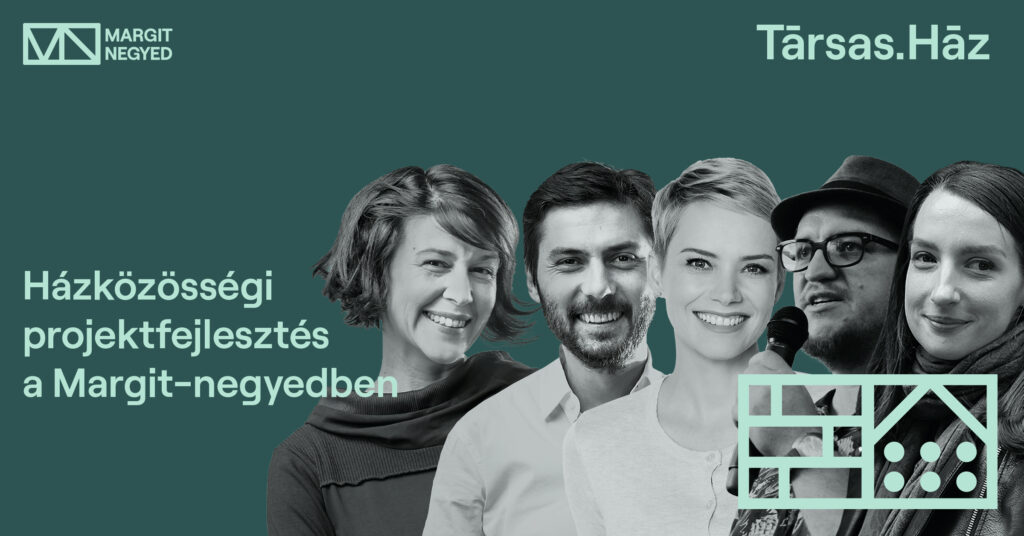 MARGIT
NEGYED
Tārsas.Hāz
Házközösségi
projektfejlesztés
a Margit-negyedben